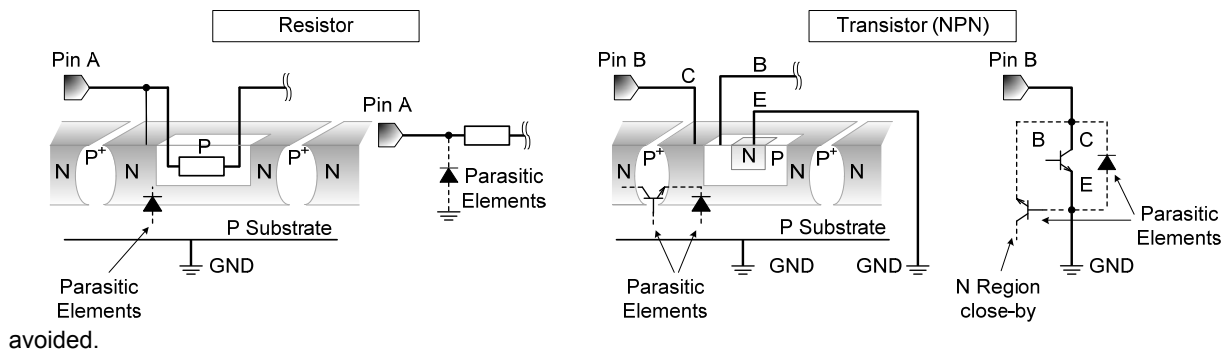 Resistor
Pin A
N
P+
N
P
N
P+
N
P Substrate
GND
Parasitic
Elements
Pin A
Parasitic
Elements
Transistor (NPN)
Pin B
C
B
E
N
P+
N
N
P
N
P+
N
P Substrate
GND
GND
Parasitic
Elements
Pin B
B
C
E
Parasitic
Elements
GND
N Region
close-by
avoided.